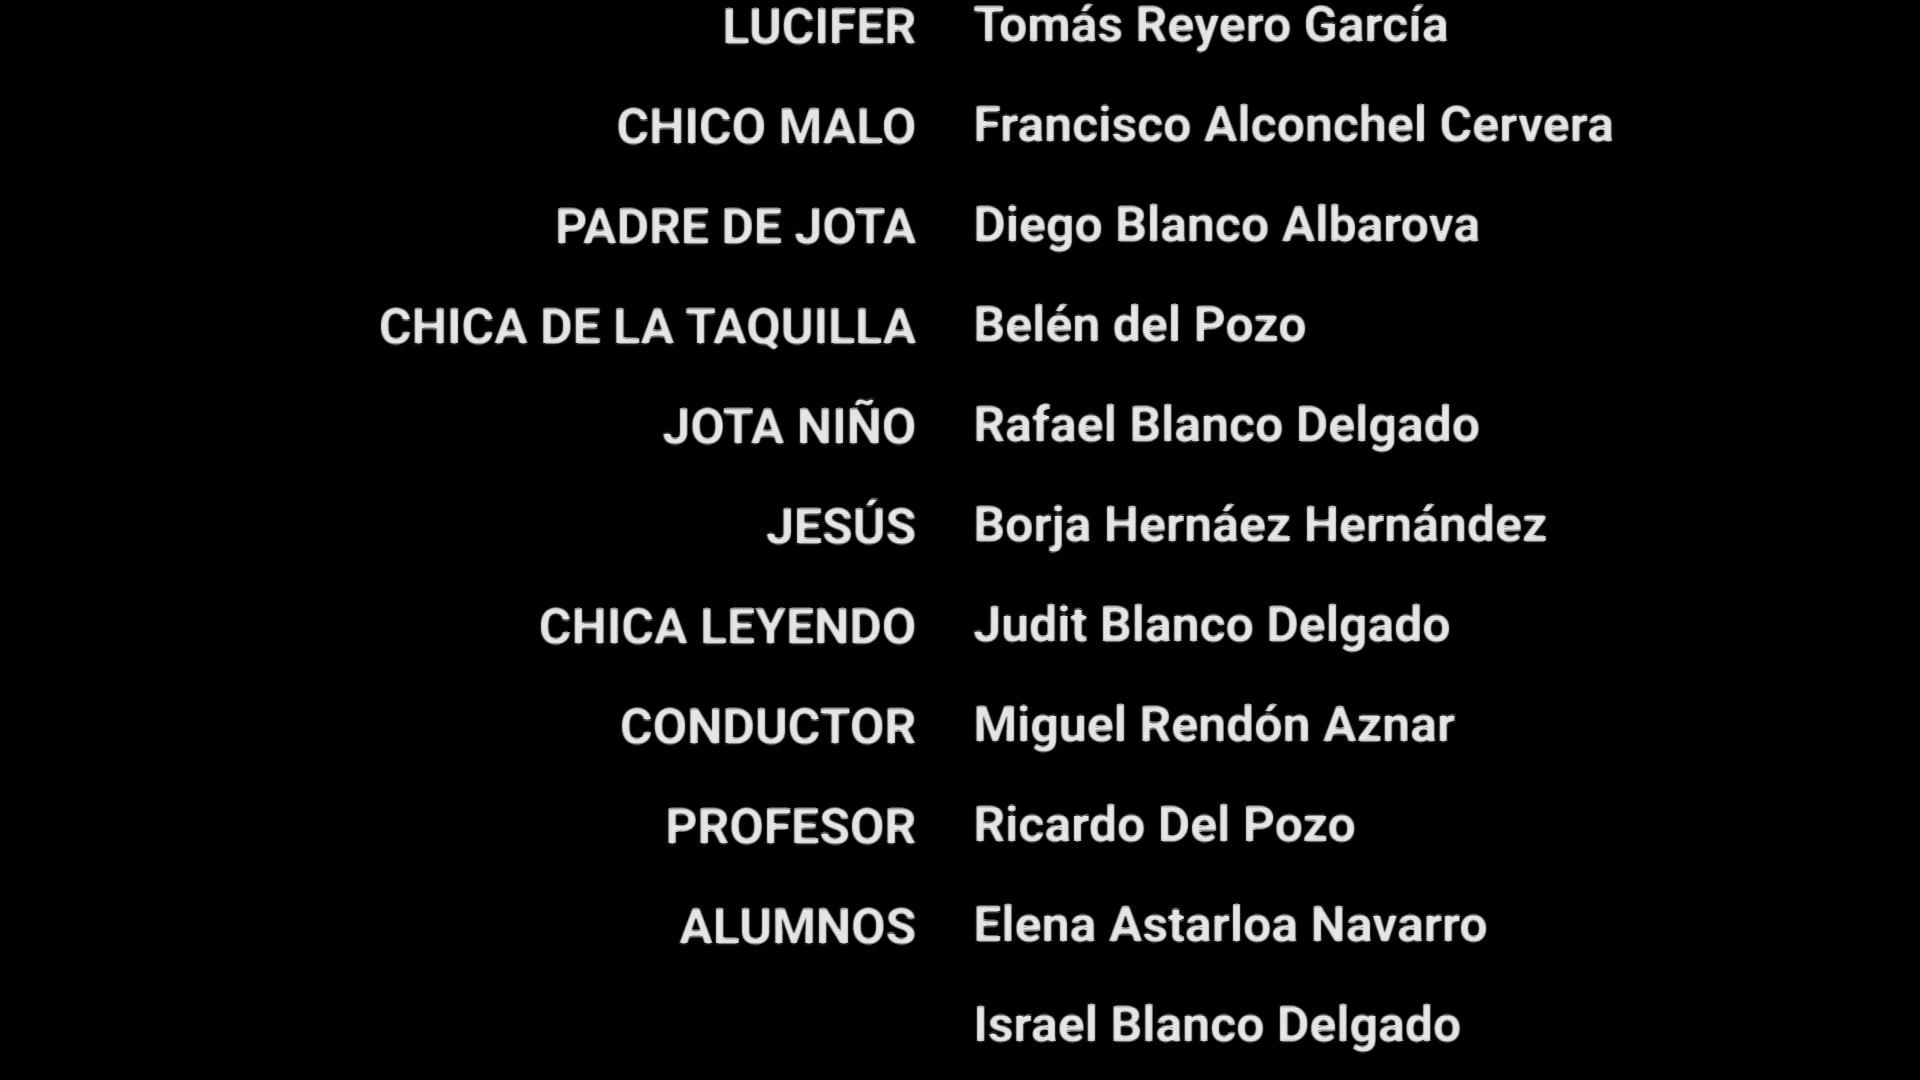 LUCIFER Tomás Reyero García
CHICO MALO Francisco Alconchel Cervera
PADRE DE JOTA Diego Blanco Albarova
CHICA DE LA TAQUILLA Belén del Pozo
JOTA NIÑO Rafael Blanco Delgado
JESÚS Borja Hernáez Hernández
CHICA LEYENDO Judit Blanco Delgado
CONDUCTOR Miguel Rendón Aznar
PROFESOR Ricardo Del Pozo
ALUMNOS Elena Astarloa Navarro
Israel Blanco Delgado